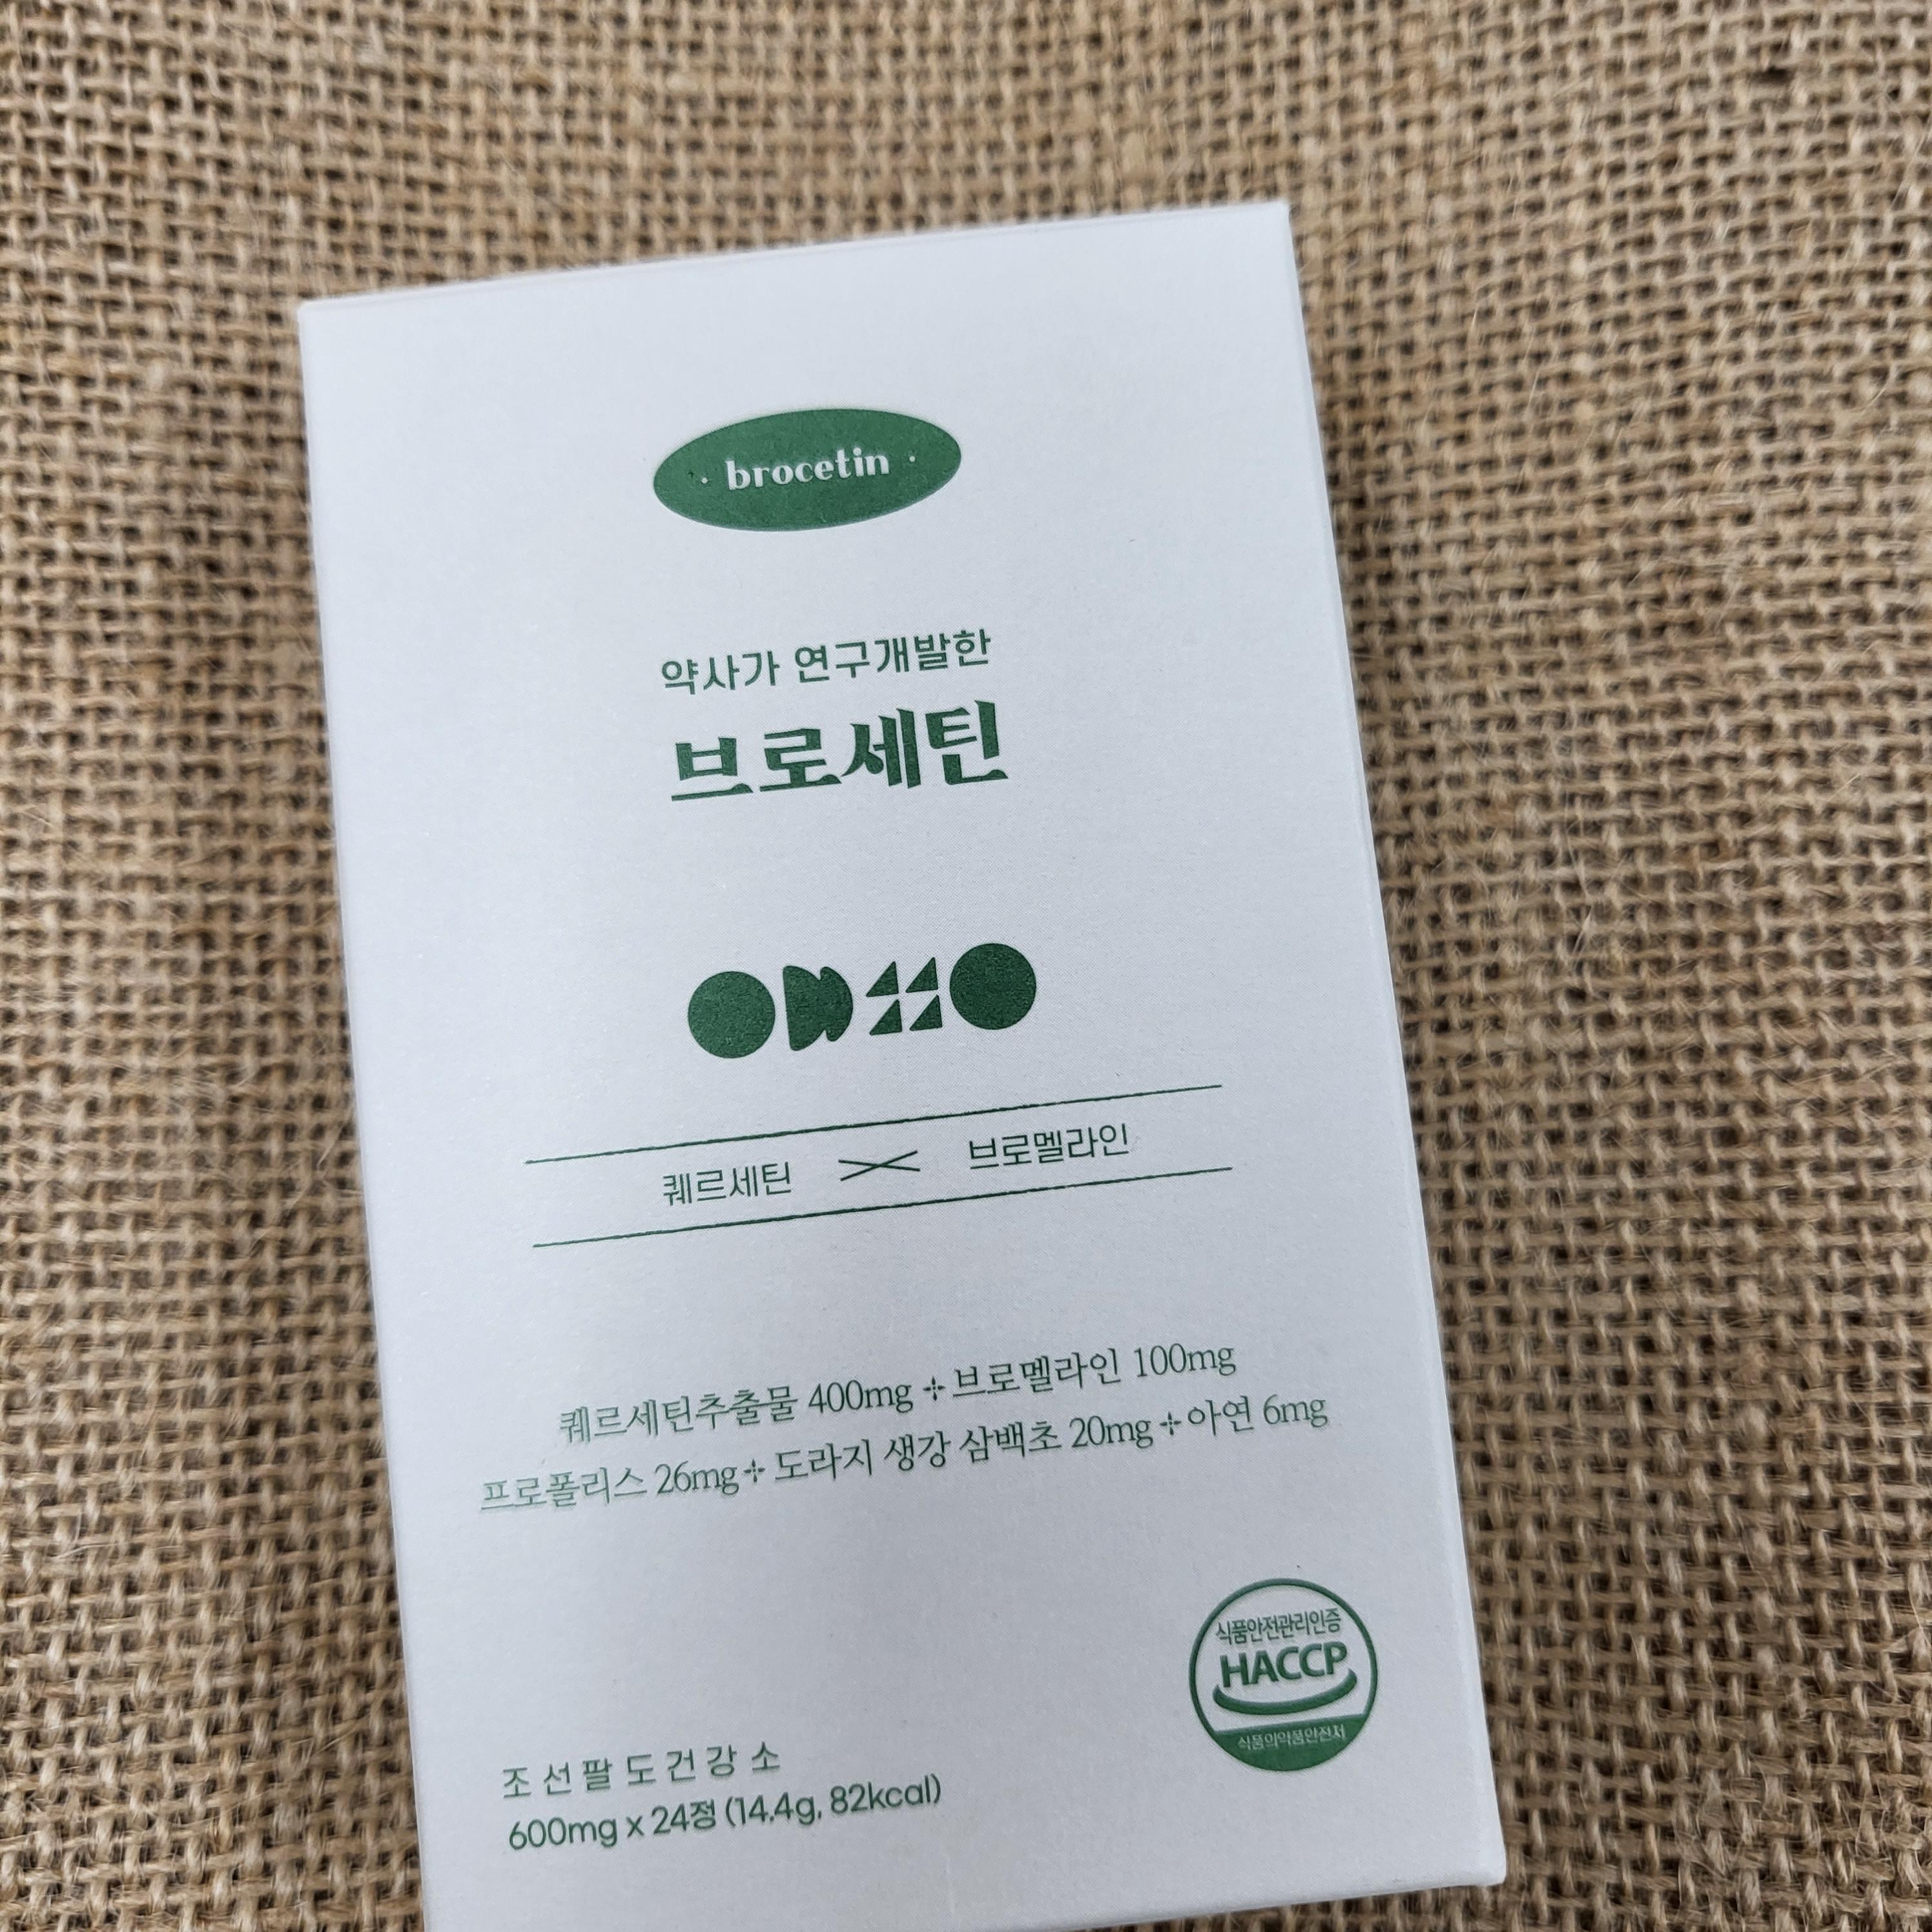 · brocetin ·
약사가 연구개발한
브로세틴
퀘르세틴 × 브로멜라인
퀘르세틴추출물 400mg + 브로멜라인 100mg
프로폴리스 26mg + 도라지 생강 삼백초 20mg + 아연 6mg
식품안전관리인증
HACCP
식품의약품안전처
조선팔도건강소
600mg x 24정 (14.4g, 82kcal)